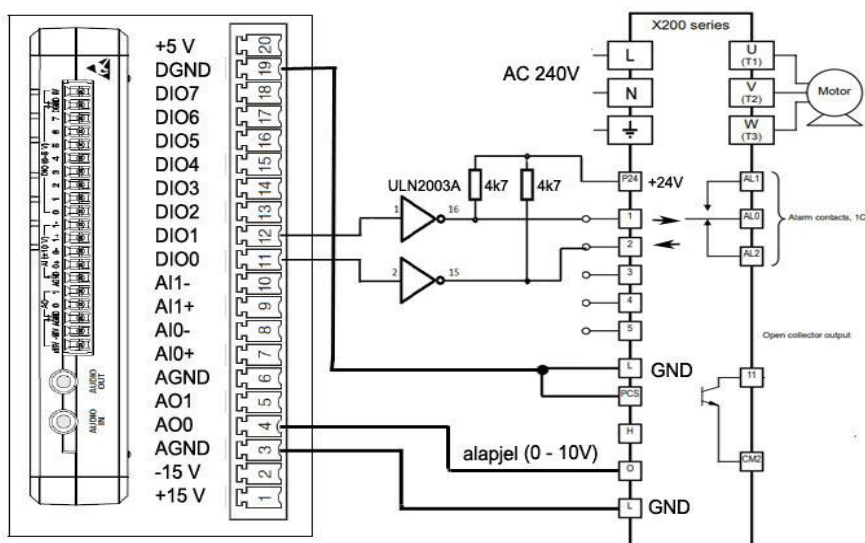 +5 V
DGND
DIO7
DIO6
DIO5
DIO4
DIO3
DIO2
DIO1
DIO0
AI1-
AI1+
AI0-
AI0+
AGND
AO1
AO0
AGND
-15 V
+15 V
20
19
18
17
16
15
14
13
12
11
10
9
8
7
6
5
4
3
2
1
AUDIO
OUT
AUDIO
IN
ULN2003A
4k7
4k7
1
16
2
15
AC 240V
X200 series
L
N
U
(T1)
V
(T2)
W
(T3)
Motor
P24
+24V
1
2
3
4
5
L
GND
PCS
H
alapjel (0 - 10V)
O
L
GND
AL1
AL0
AL2
Alarm contacts, 1C
Open collector output
11
CM2